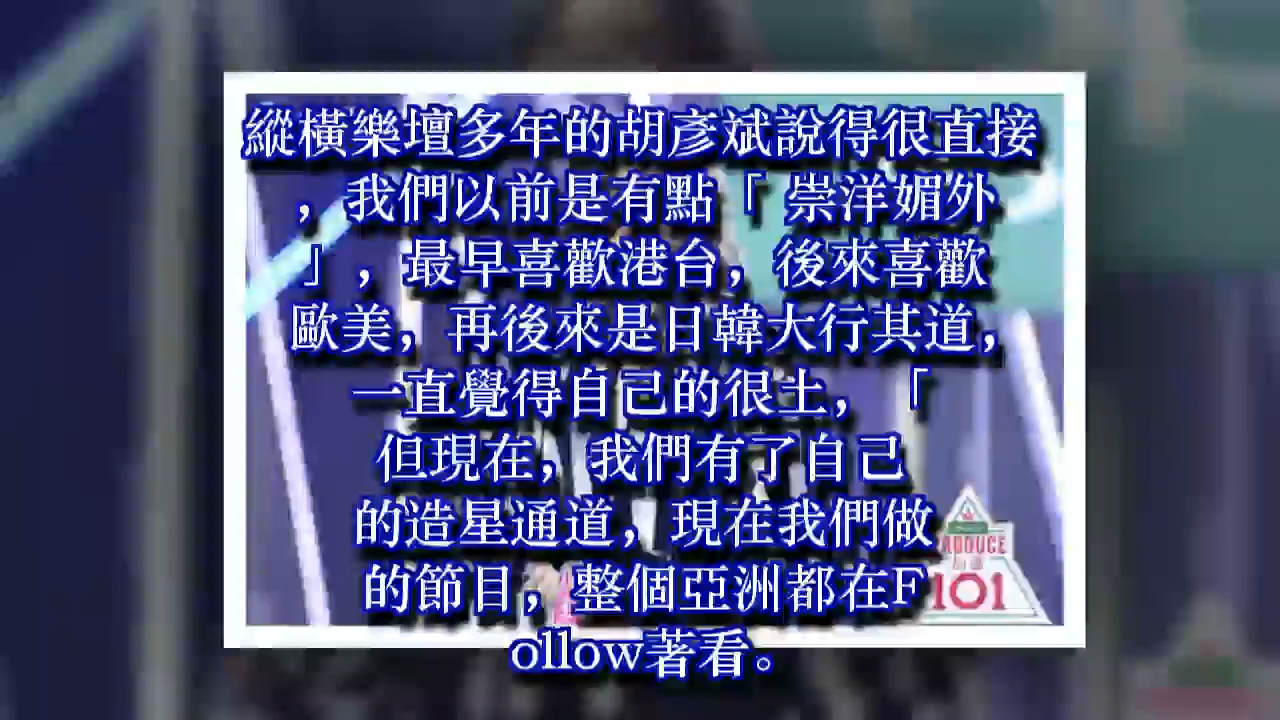 縱橫樂壇多年的胡彥斌說得很直接
，我們以前是有點「崇洋媚外
」，最早喜歡港台，後來喜歡
歐美，再後來是日韓大行其道，
一直覺得自己的很土，「
但現在，我們有了自己
的造星通道，現在我們做
的節目，整個亞洲都在F
ollow著看。
101